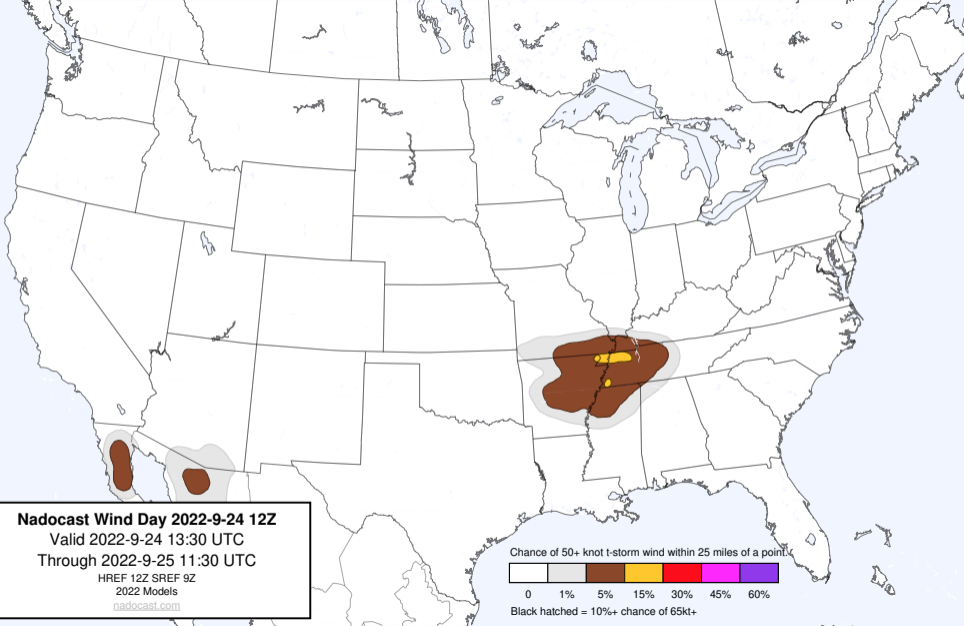 Nadocast Wind Day 2022-9-24 12Z
Valid 2022-9-24 13:30 UTC
Through 2022-9-25 11:30 UTC
HREF 12Z SREF 9Z
2022 Models
nadocast.com
Chance of 50+ knot t-storm wind within 25 miles of a point.
0 1% 5% 15% 30% 45% 60%
Black hatched = 10%+ chance of 65kt+